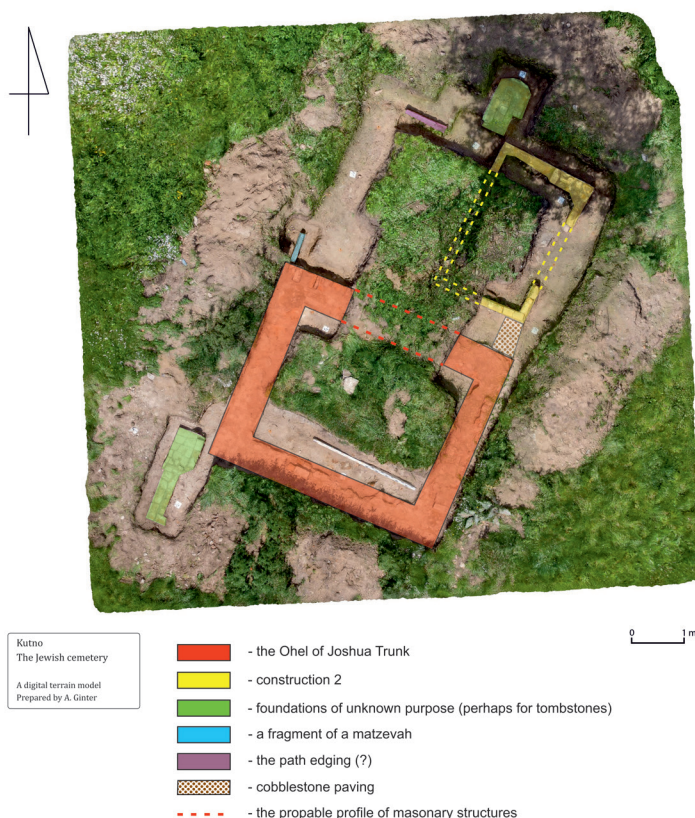 0 1 m
Kutno
The Jewish cemetery
A digital terrain model
Prepared by A. Ginter
- the Ohel of Joshua Trunk
- construction 2
- foundations of unknown purpose (perhaps for tombstones)
- a fragment of a matzevah
- the path edging (?)
- cobblestone paving
- the propable profile of masonary structures